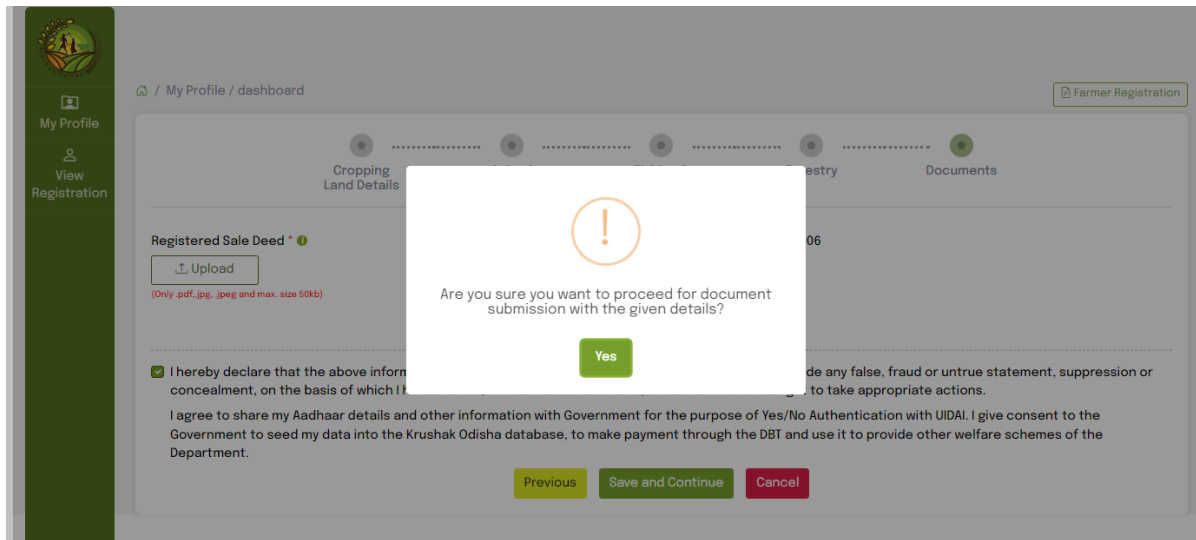 / My Profile / dashboard
Farmer Registration
My Profile
View
Registration
Cropping
Land Details
estry
Documents
Registered Sale Deed *
06
Upload
(Only .pdf,.jpg, .jpeg and max. size 50kb)
Are you sure you want to proceed for document
submission with the given details?
Yes
I hereby declare that the above inform
de any false, fraud or untrue statement, suppression or
concealment, on the basis of which I h
t to take appropriate actions.
I agree to share my Aadhaar details and other information with Government for the purpose of Yes/No Authentication with UIDAI. I give consent to the
Government to seed my data into the Krushak Odisha database, to make payment through the DBT and use it to provide other welfare schemes of the
Department.
Previous
Save and Continue
Cancel